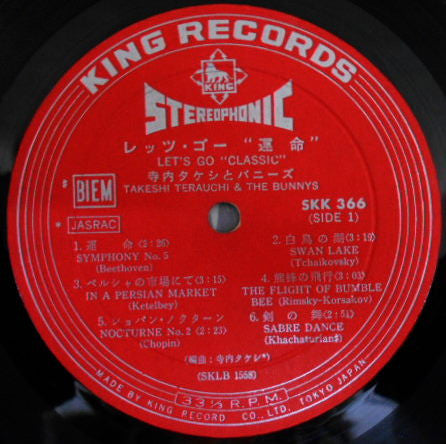 KING RECORDS
KING
STEREOPHONIC
レッツ・ゴー “運命”
LET'S GO “CLASSIC”
寺内タケシとバニーズ
TAKESHI TERAUCHI & THE BUNNYS
♯ BIEM
* JASRAC
SKK 366
(SIDE 1)
1. 運 命 (2:26)
SYMPHONY No. 5
(Beethoven)
2. 白鳥の湖 (3:19)
SWAN LAKE
(Tchaikovsky)
3. ペルシャの市場にて (3:15)
IN A PERSIAN MARKET
(Ketelbey)
4. 熊蜂の飛行 (3:03)
THE FLIGHT OF BUMBLE
BEE (Rimsky-Korsakov)
5. ショパン・ノクターン
NOCTURNE No. 2 (2:23)
(Chopin)
6. 剣の舞 (2:51)
SABRE DANCE
(Khachaturian♯)
(編曲:寺内タケシ*)
(SKLB 1568)
33⅓ R.P.M.
MADE BY KING RECORD CO., LTD. TOKYO JAPAN